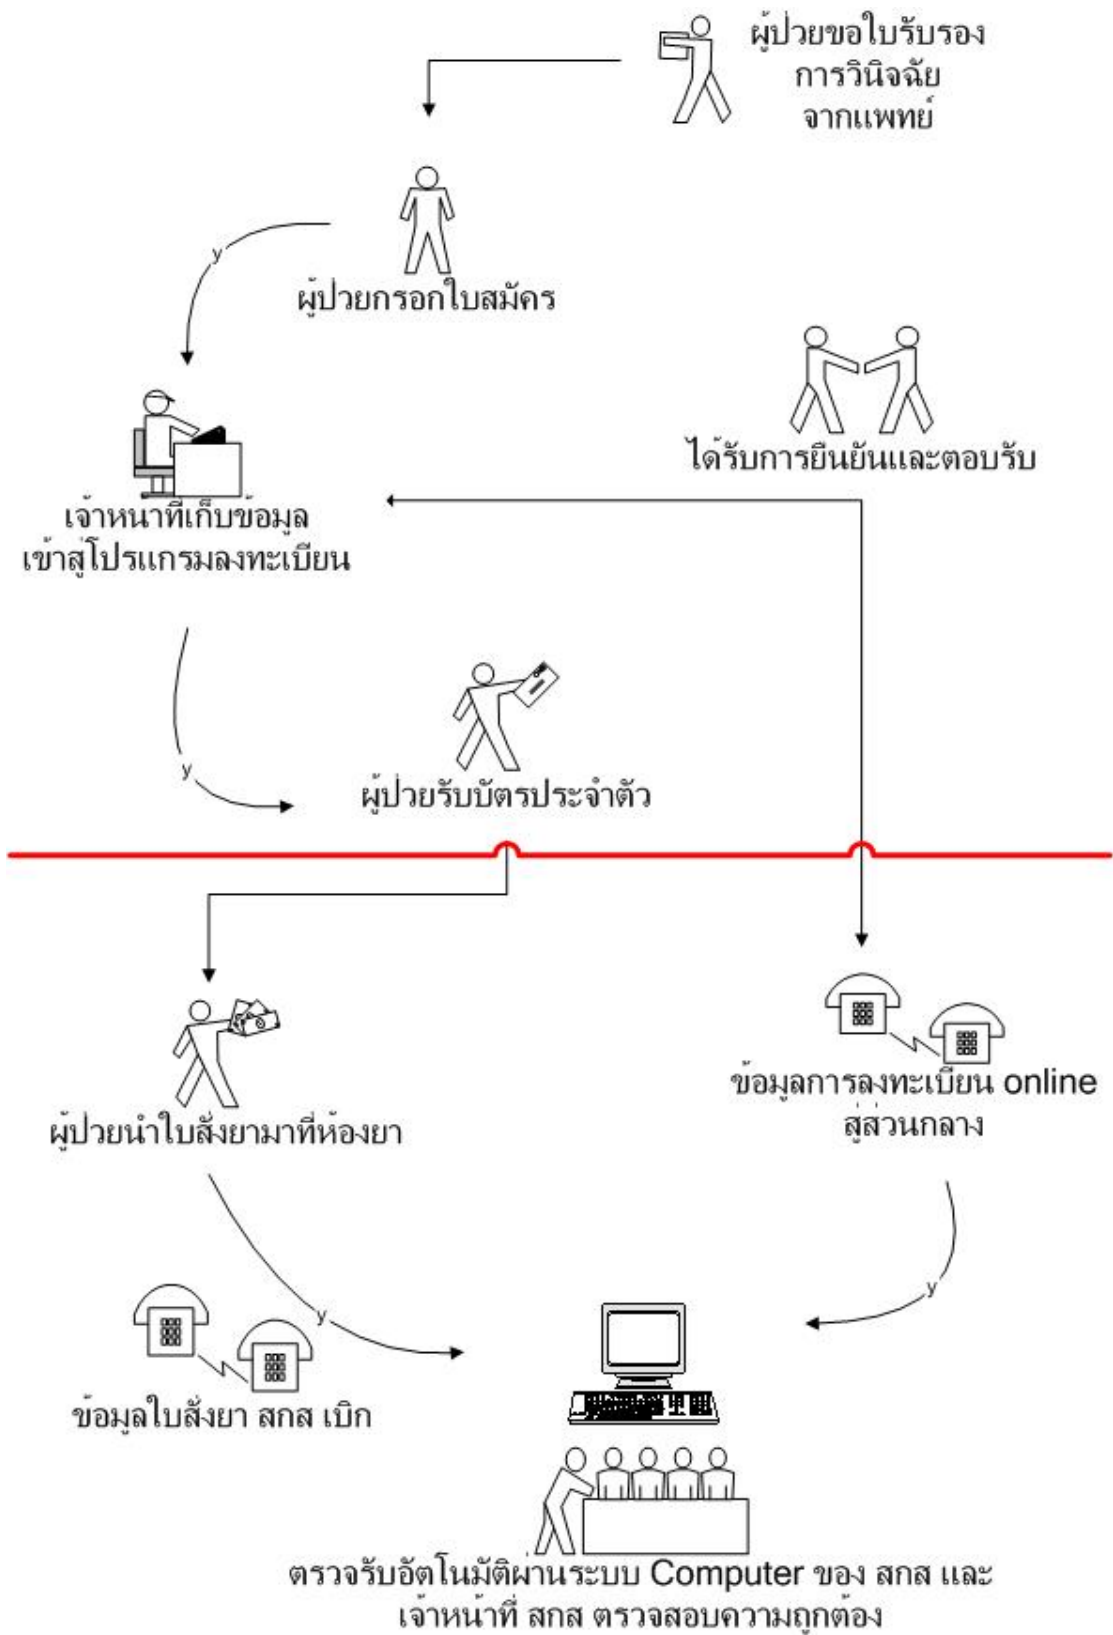 ผู้ป่วยขอใบรับรอง
การวินิจฉัย
จากแพทย์
y
ผู้ป่วยกรอกใบสมัคร
ได้รับการยืนยันและตอบรับ
เจ้าหน้าที่เก็บข้อมูล
เข้าสู่โปรแกรมลงทะเบียน
y
ผู้ป่วยรับบัตรประจำตัว
ข้อมูลการลงทะเบียน online
สู่ส่วนกลาง
ผู้ป่วยนำใบสั่งยามาที่ห้องยา
y
y
ข้อมูลใบสั่งยา สกส เบิก
ตรวจรับอัตโนมัติผ่านระบบ Computer ของ สกส และ
เจ้าหน้าที่ สกส ตรวจสอบความถูกต้อง